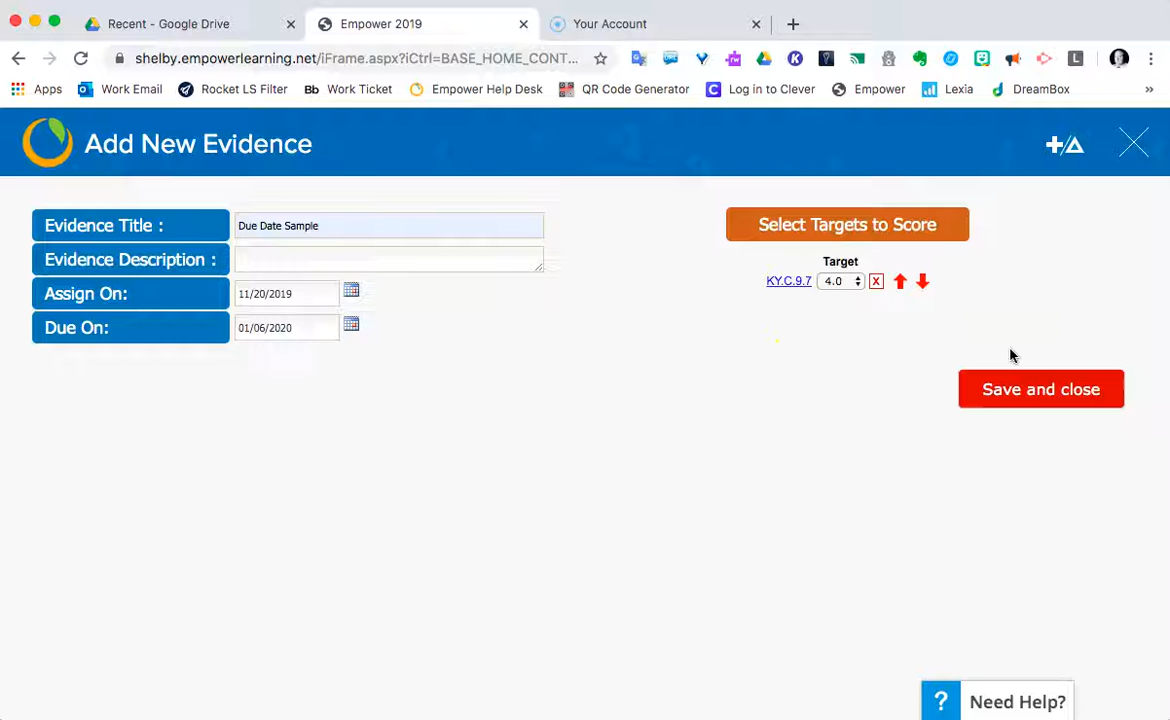 Recent - Google Drive
Empower 2019
Your Account
shelby.empowerlearning.net/iFrame.aspx?iCtrl=BASE_HOME_CONT...
Apps
Work Email
Rocket LS Filter
Bb Work Ticket
Empower Help Desk
QR Code Generator
Log in to Clever
Empower
Lexia
DreamBox
»
Add New Evidence
Evidence Title :
Due Date Sample
Select Targets to Score
Evidence Description :
Target
KY.C.9.7 4.0 X
Assign On:
11/20/2019
Due On:
01/06/2020
Save and close
? Need Help?